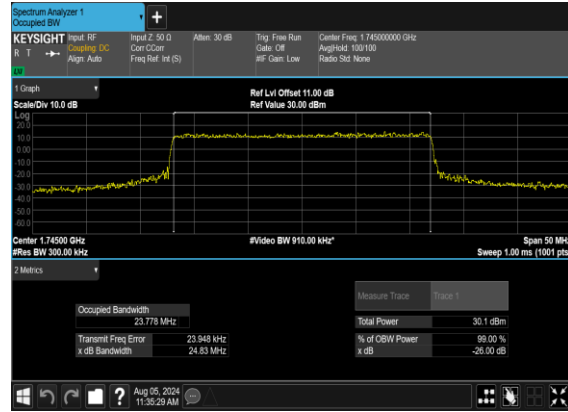 Spectrum Analyzer 1
Occupied BW
KEYSIGHT
R T
LXI
Input: RF
Coupling: DC
Align: Auto
Input Z: 50 Ω
Corr CCorr
Freq Ref: Int (S)
Atten: 30 dB
Trig: Free Run
Gate: Off
#IF Gain: Low
Center Freq: 1.745000000 GHz
Avg|Hold: 100/100
Radio Std: None
1 Graph
Scale/Div 10.0 dB
Ref Lvl Offset 11.00 dB
Ref Value 30.00 dBm
Log
20.0
10.0
0.00
-10.0
-20.0
-30.0
-40.0
-50.0
-60.0
Center 1.74500 GHz
#Res BW 300.00 kHz
#Video BW 910.00 kHz*
Span 50 MHz
Sweep 1.00 ms (1001 pts
2 Metrics
Measure Trace
Trace 1
Occupied Bandwidth
23.778 MHz
Total Power
30.1 dBm
Transmit Freq Error
23.948 kHz
% of OBW Power
99.00 %
x dB Bandwidth
24.83 MHz
x dB
-26.00 dB
?
Aug 05, 2024
11:35:29 AM